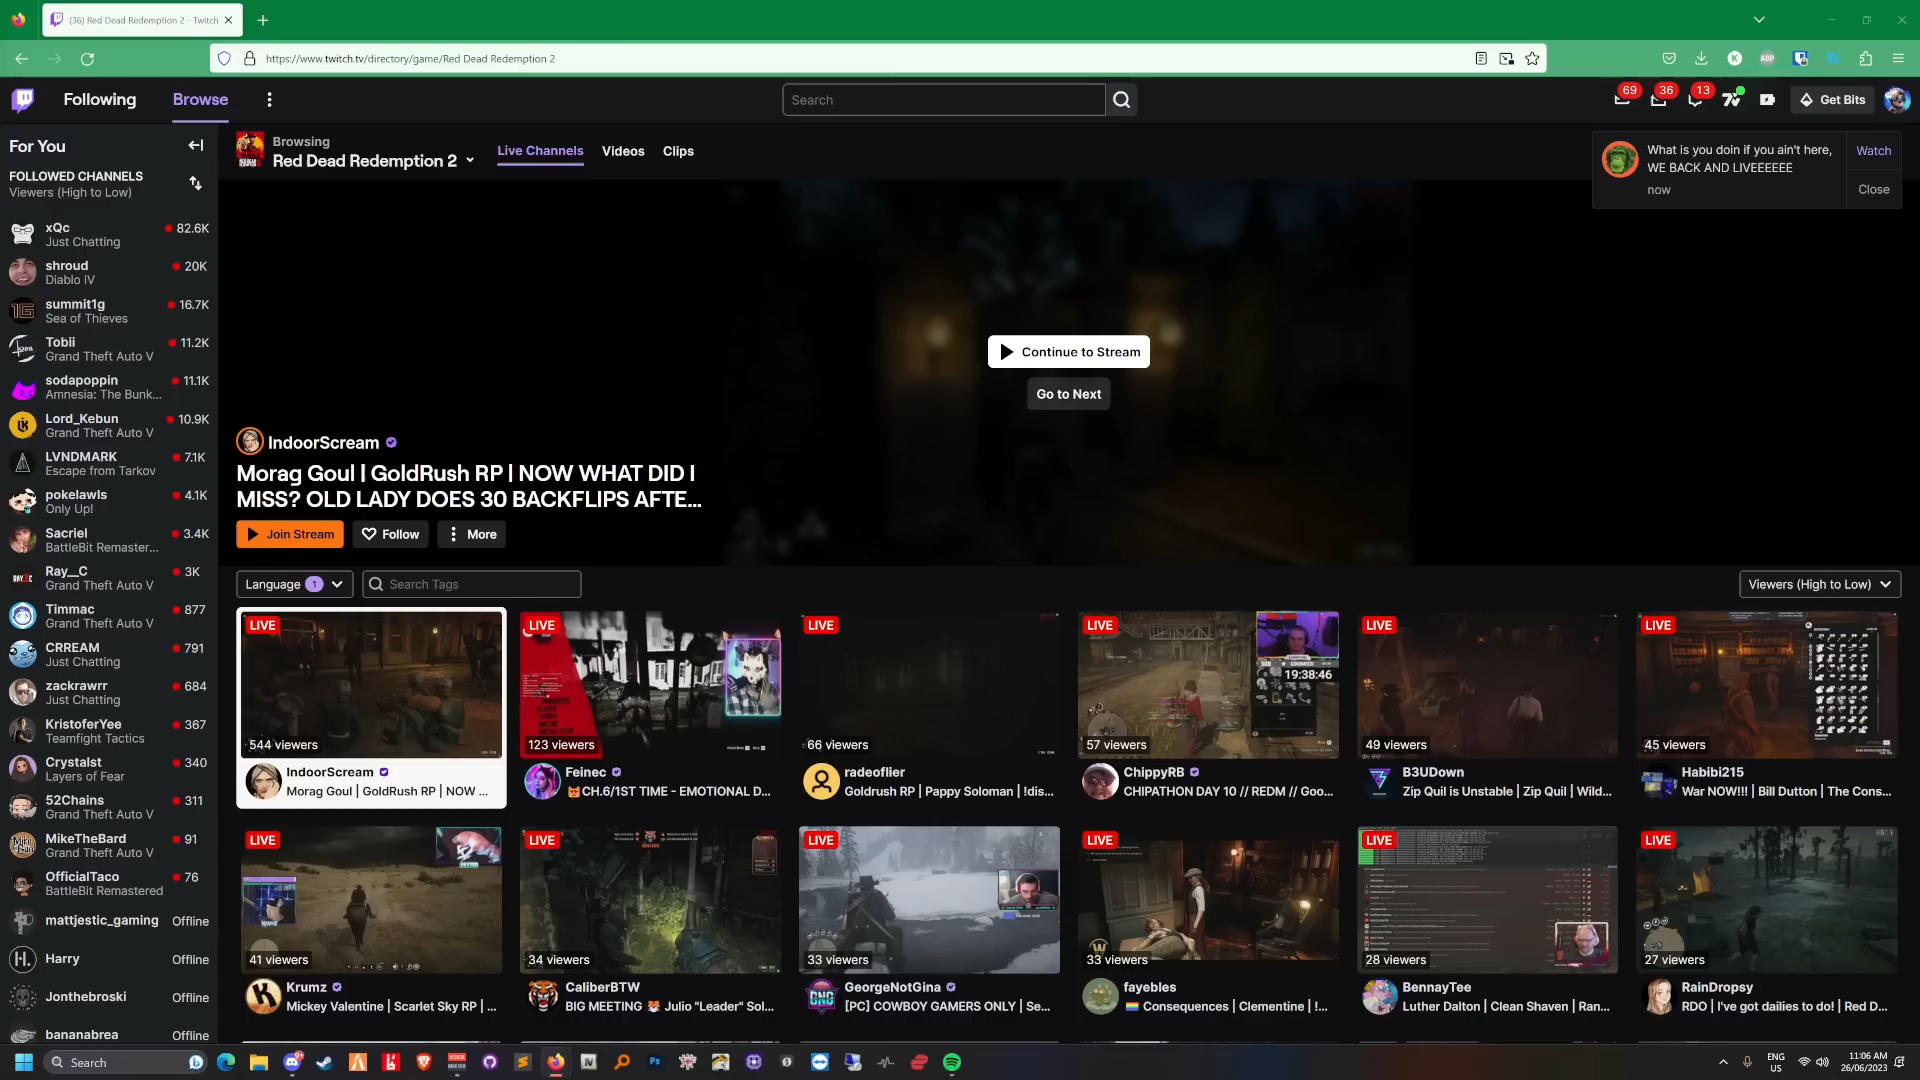 (36) Red Dead Redemption 2 - Twitch
https://www.twitch.tv/directory/game/Red Dead Redemption 2
Following
Browse
Search
69
36
13
Get Bits
For You
FOLLOWED CHANNELS
Viewers (High to Low)
xQc
82.6K
Just Chatting
shroud
20K
Diablo IV
summit1g
16.7K
Sea of Thieves
Tobii
11.2K
Grand Theft Auto V
sodapoppin
11.1K
Amnesia: The Bunk...
Lord_Kebun
10.9K
Grand Theft Auto V
LVNDMARK
7.1K
Escape from Tarkov
pokelawls
4.1K
Only Up!
Sacriel
3.4K
BattleBit Remaster...
Ray__C
3K
Grand Theft Auto V
Timmac
877
Grand Theft Auto V
CRREAM
791
Just Chatting
zackrawrr
684
Just Chatting
KristoferYee
367
Teamfight Tactics
Crystalst
340
Layers of Fear
52Chains
311
Grand Theft Auto V
MikeTheBard
91
Grand Theft Auto V
OfficialTaco
76
BattleBit Remastered
mattjestic_gaming
Offline
Harry
Offline
Jonthebroski
Offline
bananabrea
Offline
Browsing
Red Dead Redemption 2
Live Channels
Videos
Clips
What is you doin if you ain't here,
WE BACK AND LIVEEEEE
now
Watch
Close
Continue to Stream
Go to Next
IndoorScream
Morag Goul | GoldRush RP | NOW WHAT DID I
MISS? OLD LADY DOES 30 BACKFLIPS AFTE...
Join Stream
Follow
More
Language 1
Search Tags
Viewers (High to Low)
LIVE
544 viewers
IndoorScream
Morag Goul | GoldRush RP | NOW ...
LIVE
123 viewers
Feinec
CH.6/1ST TIME - EMOTIONAL D...
LIVE
66 viewers
radeoflier
Goldrush RP | Pappy Soloman | !dis...
LIVE
19:38:46
57 viewers
ChippyRB
CHIPATHON DAY 10 // REDM // Goo...
LIVE
49 viewers
B3UDown
Zip Quil is Unstable | Zip Quil | Wild...
LIVE
45 viewers
Habibi215
War NOW!!! | Bill Dutton | The Cons...
LIVE
41 viewers
Krumz
Mickey Valentine | Scarlet Sky RP | ...
LIVE
34 viewers
CaliberBTW
BIG MEETING 🐯 Julio "Leader" Sol...
LIVE
33 viewers
GeorgeNotGina
[PC] COWBOY GAMERS ONLY | Se...
LIVE
33 viewers
fayebles
Consequences | Clementine | !...
LIVE
28 viewers
BennayTee
Luther Dalton | Clean Shaven | Ran...
LIVE
27 viewers
RainDropsy
RDO | I've got dailies to do! | Red D...
Search
ENG
US
11:06 AM
26/06/2023